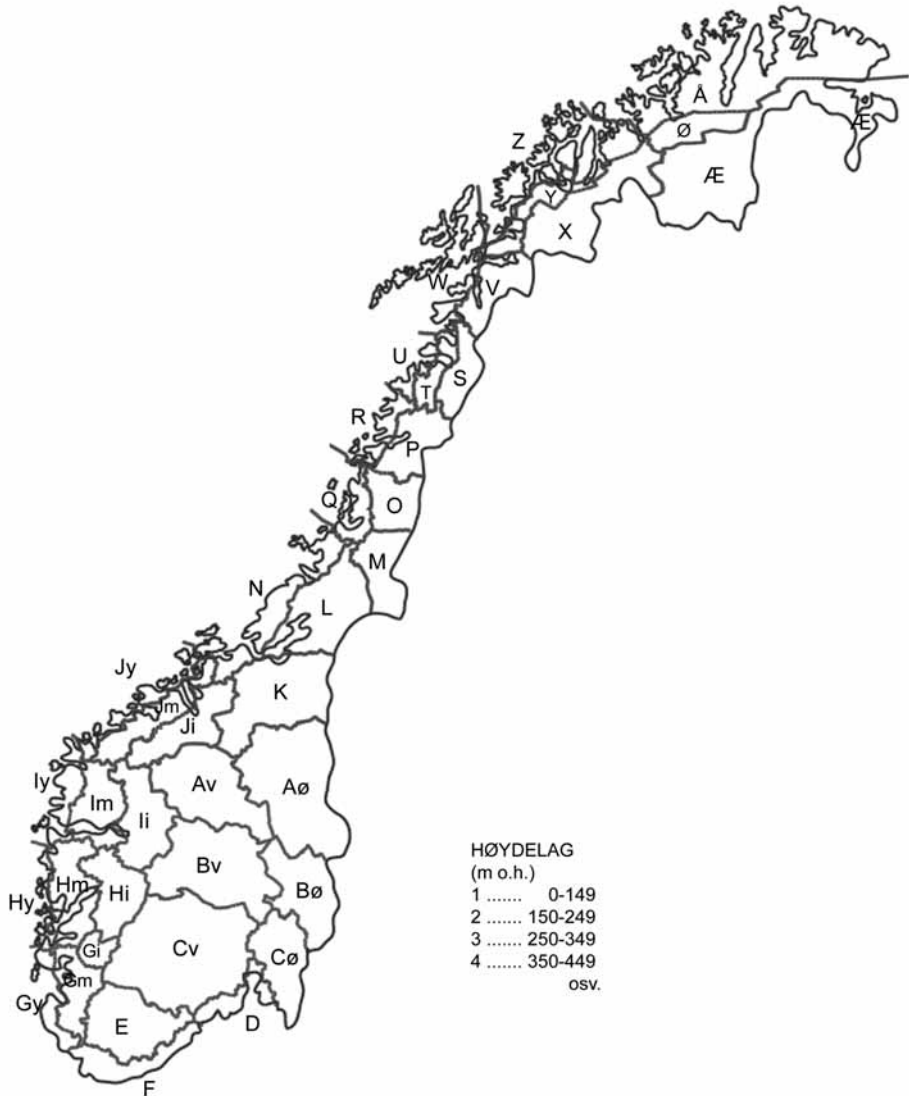 Å
Ø
Æ
Æ
Z
Y
X
W
V
U
T
S
R
P
Q
O
M
N
L
Jy
Jm
Ji
K
Iy
Im
Ii
Av
Aø
Hy
Hm
Hi
Bv
Bø
Gi
Gm
Gy
Cv
Cø
E
D
F
HØYDELAG
(m o.h.)
1 ....... 0-149
2 ....... 150-249
3 ....... 250-349
4 ....... 350-449
osv.